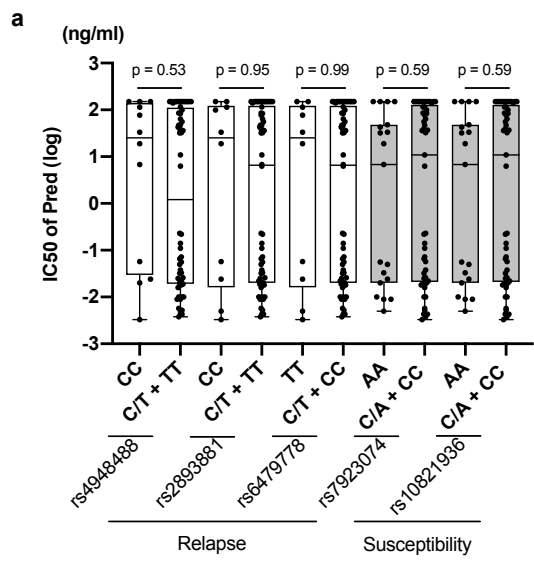 a
(ng/ml)
p = 0.53 p = 0.95 p = 0.99 p = 0.59 p = 0.59
IC50 of Pred (log)
3
2
1
0
-1
-2
-3
CC C/T + TT CC C/T + TT TT C/T + CC AA C/A + CC AA C/A + CC
rs4948488 rs2893881 rs6479778 rs7923074 rs10821936
Relapse Susceptibility